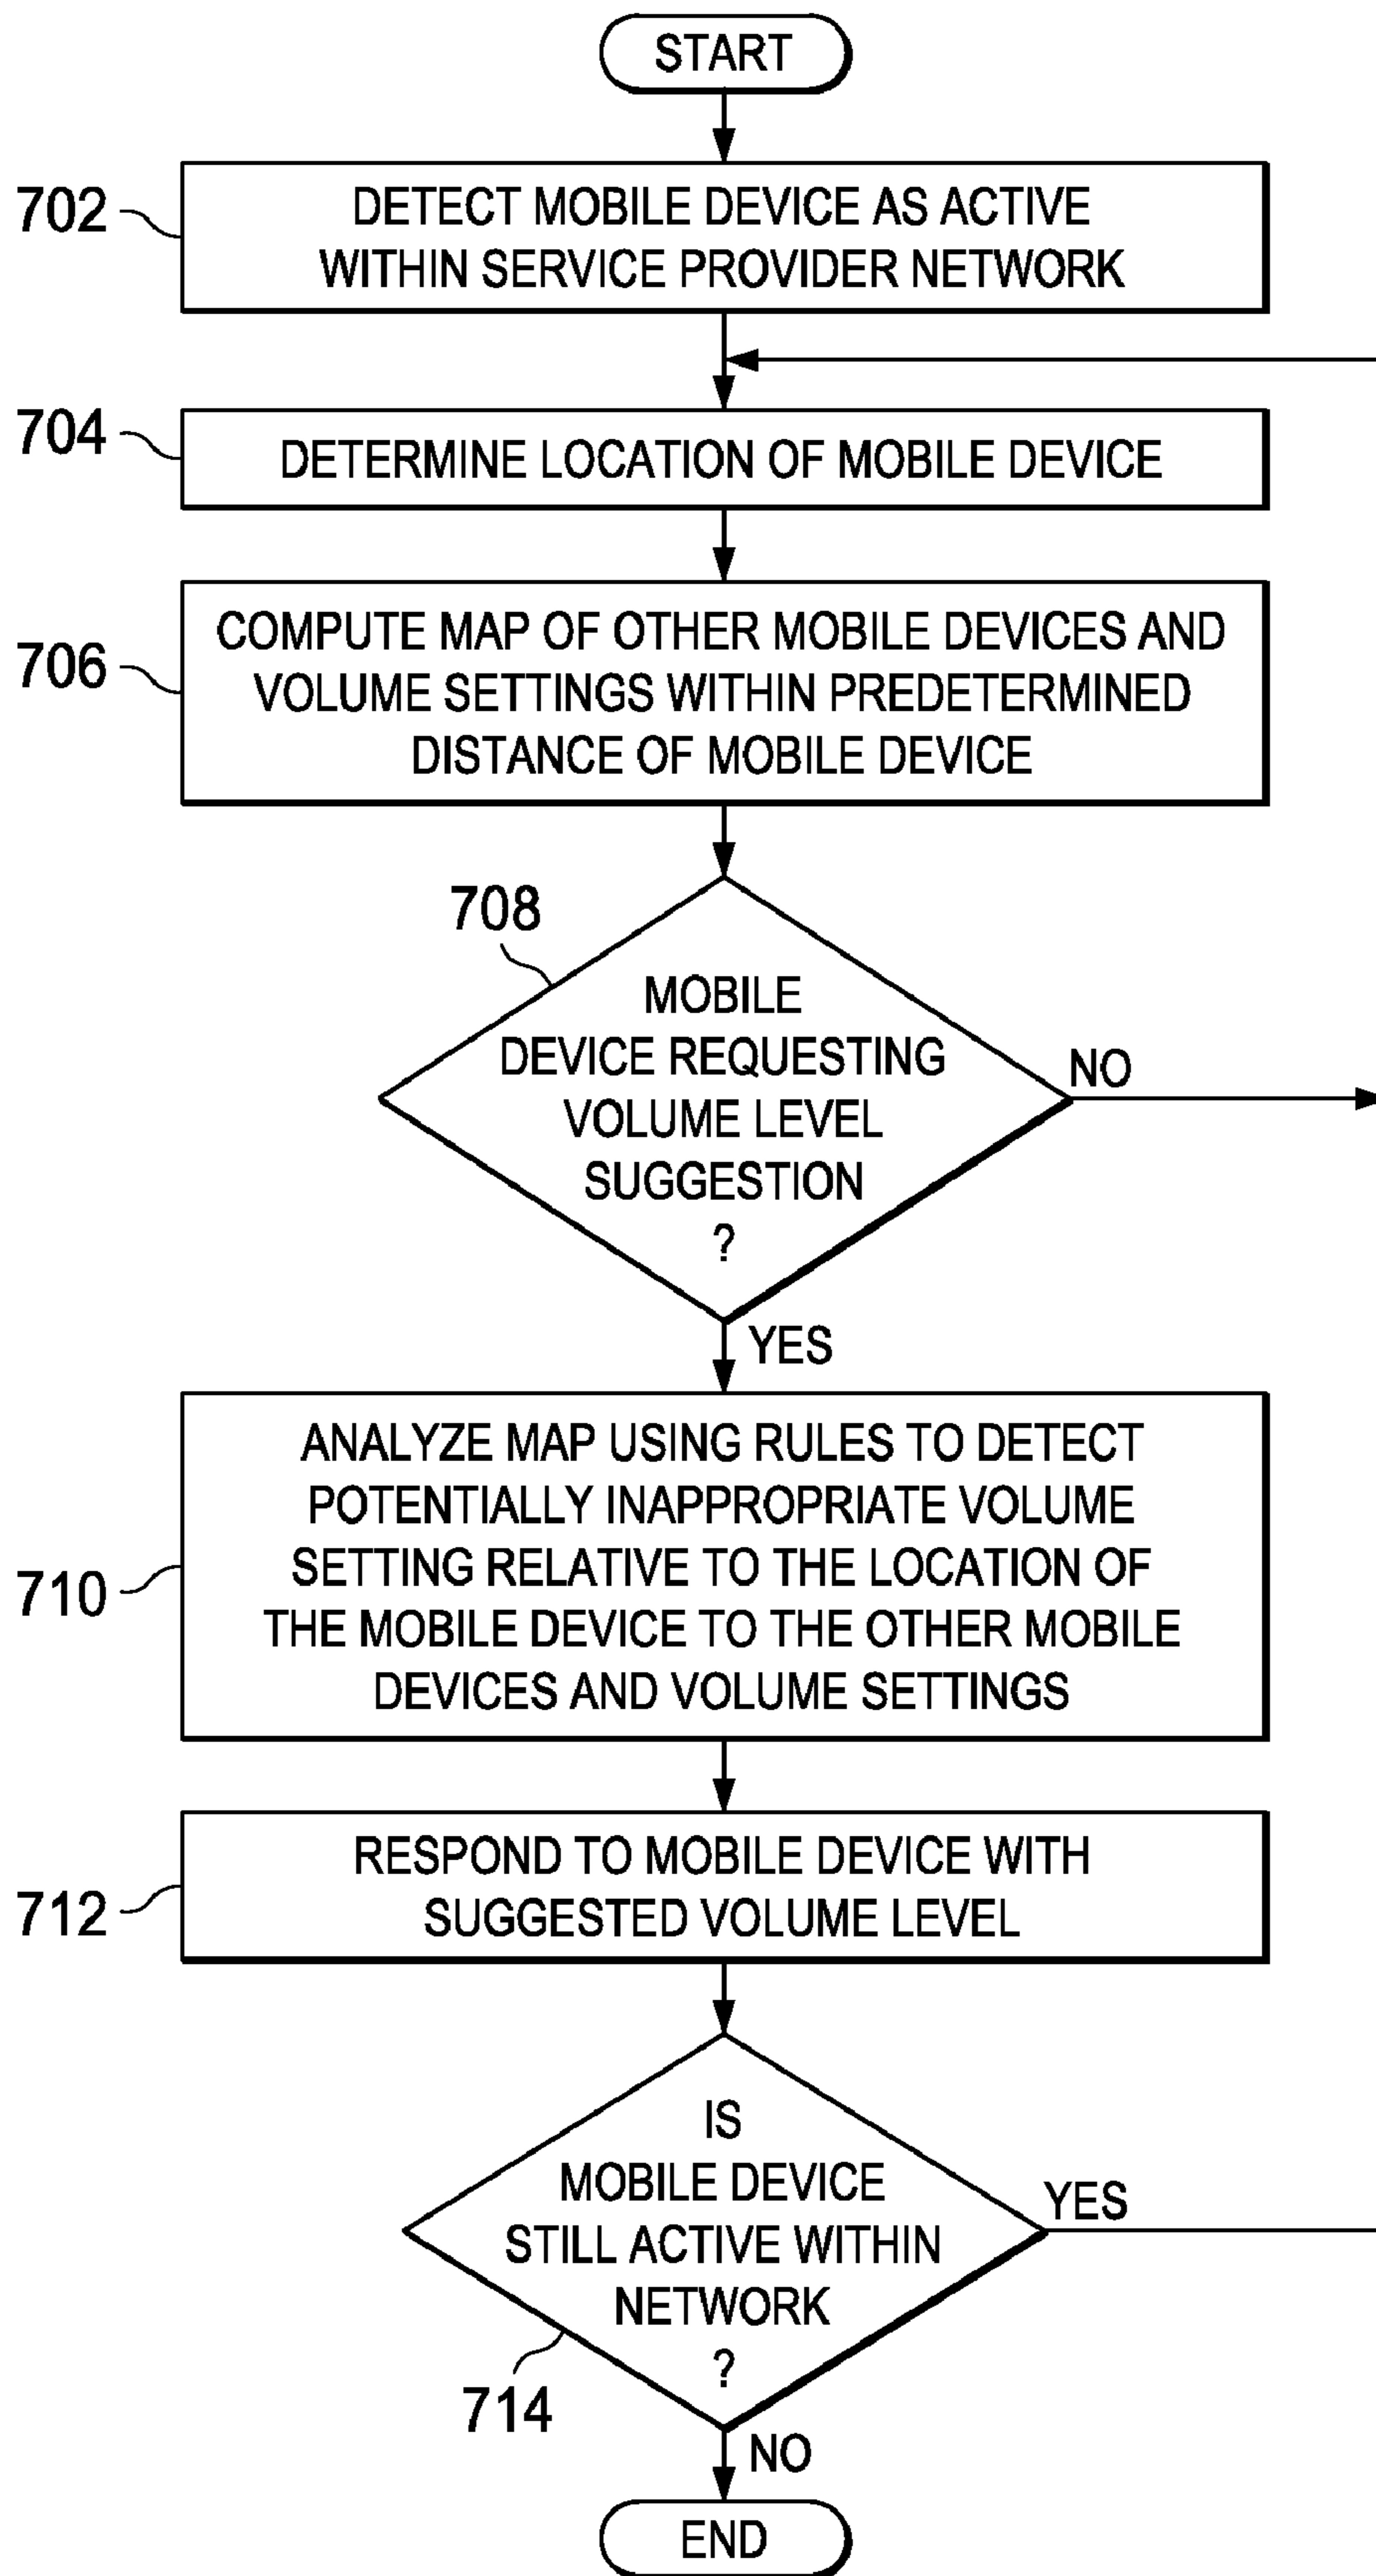 START
702
DETECT MOBILE DEVICE AS ACTIVE
WITHIN SERVICE PROVIDER NETWORK
704
DETERMINE LOCATION OF MOBILE DEVICE
706
COMPUTE MAP OF OTHER MOBILE DEVICES AND
VOLUME SETTINGS WITHIN PREDETERMINED
DISTANCE OF MOBILE DEVICE
708
MOBILE
DEVICE REQUESTING
VOLUME LEVEL
SUGGESTION
?
NO
YES
710
ANALYZE MAP USING RULES TO DETECT
POTENTIALLY INAPPROPRIATE VOLUME
SETTING RELATIVE TO THE LOCATION OF
THE MOBILE DEVICE TO THE OTHER MOBILE
DEVICES AND VOLUME SETTINGS
712
RESPOND TO MOBILE DEVICE WITH
SUGGESTED VOLUME LEVEL
IS
MOBILE DEVICE
STILL ACTIVE WITHIN
NETWORK
?
YES
714
NO
END